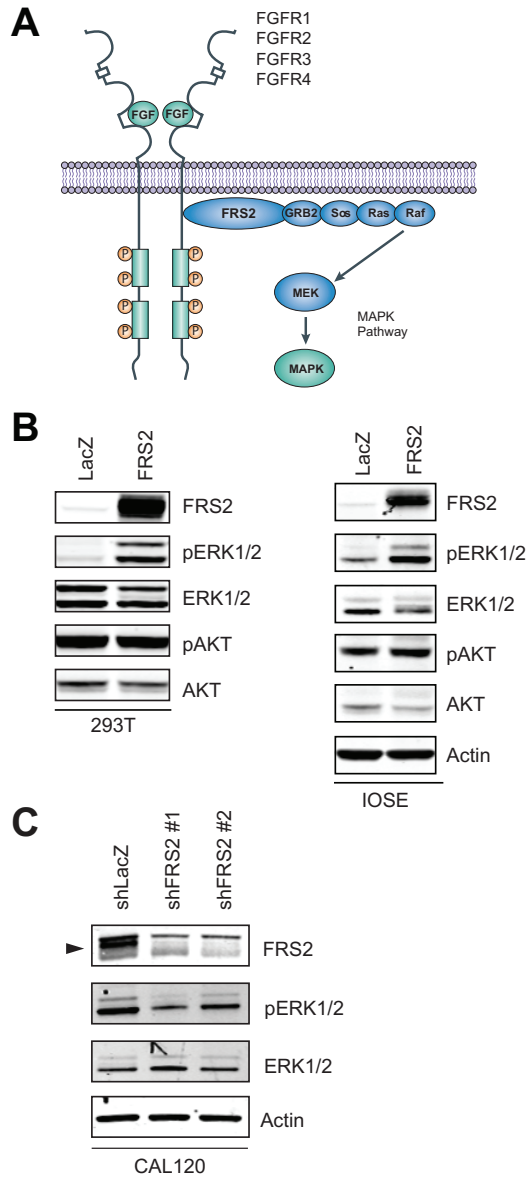 A
FGFR1
FGFR2
FGFR3
FGFR4
FGF FGF
FRS2 GRB2 Sos Ras Raf
P P
P P
P P
P P
MEK
MAPK
Pathway
MAPK
B
LacZ FRS2
FRS2
pERK1/2
ERK1/2
pAKT
AKT
293T
LacZ FRS2
FRS2
pERK1/2
ERK1/2
pAKT
AKT
Actin
IOSE
C
shLacZ shFRS2 #1 shFRS2 #2
FRS2
pERK1/2
ERK1/2
Actin
CAL120